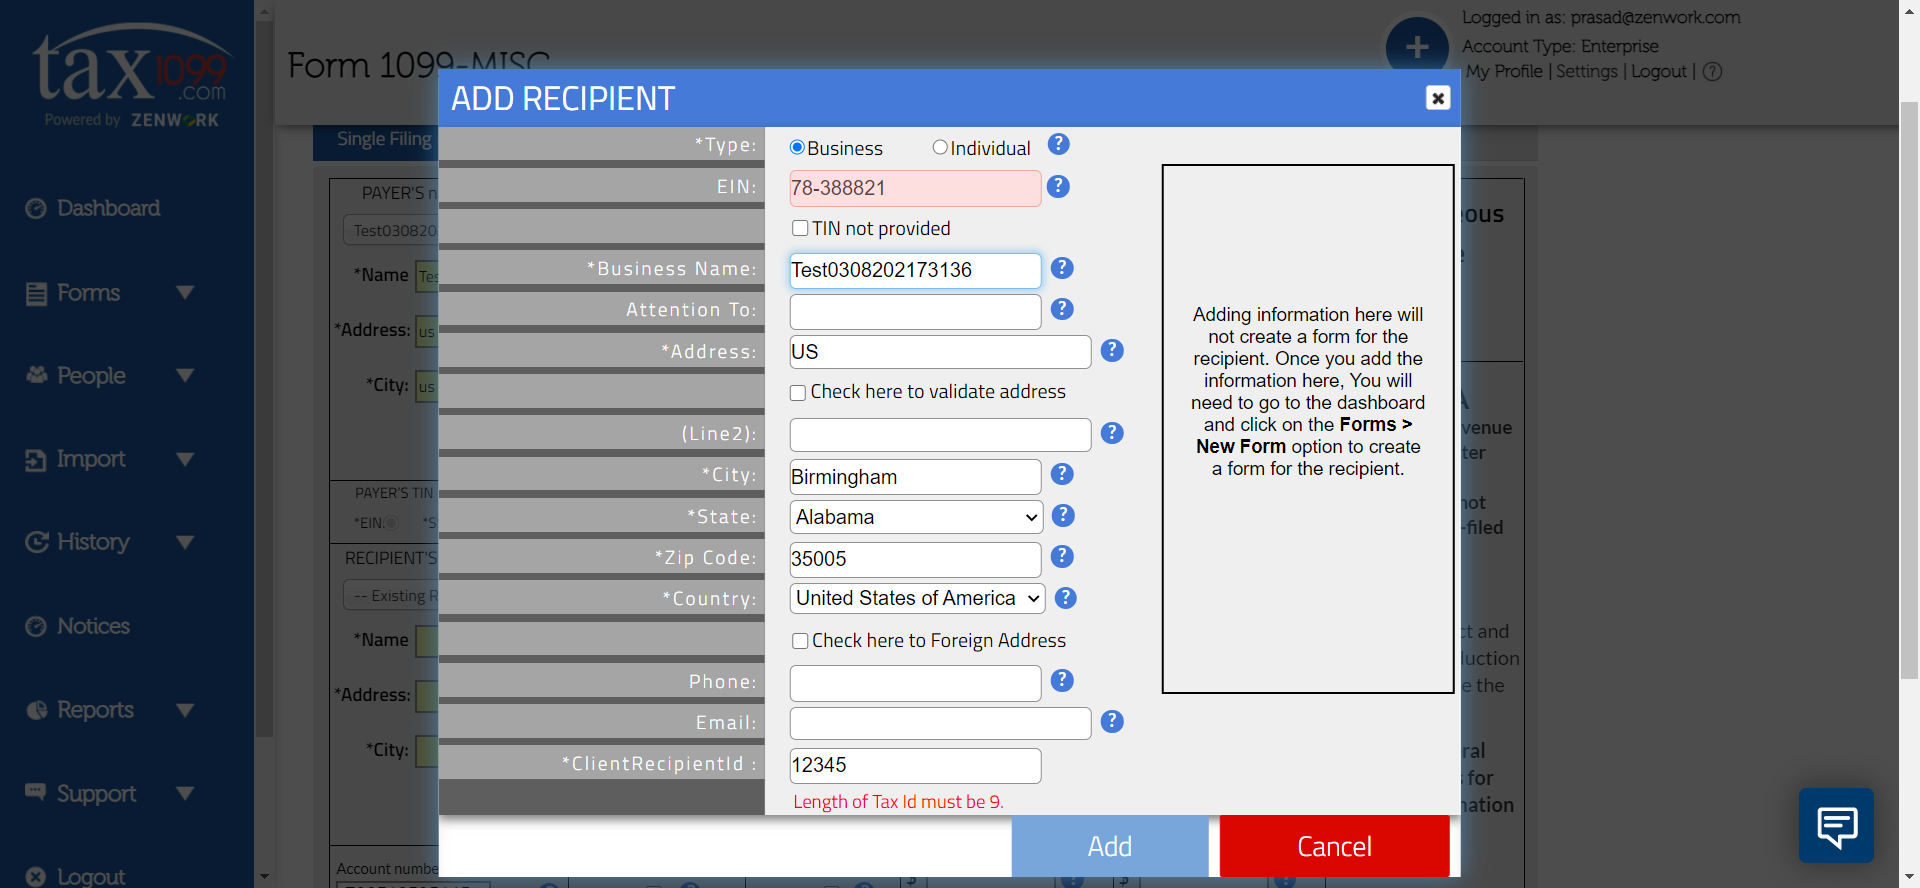 tax1099
.com
Powered by ZENWORK
Form 1099-MISC
Logged in as: prasad@zenwork.com
Account Type: Enterprise
My Profile | Settings | Logout | ?
Dashboard
Forms
People
Import
History
Notices
Reports
Support
Logout
Single Filing
PAYER'S n
Test030820
*Name Tes
*Address: us
*City: us
PAYER'S TIN
*EIN: *S
RECIPIENT'S
-- Existing R
*Name
*Address:
*City:
Account numbe
ADD RECIPIENT
*Type: Business Individual ?
EIN: 78-388821 ?
TIN not provided
*Business Name: Test0308202173136 ?
Attention To: ?
*Address: US ?
Check here to validate address
(Line2): ?
*City: Birmingham ?
*State: Alabama ?
*Zip Code: 35005 ?
*Country: United States of America ?
Check here to Foreign Address
Phone: ?
Email: ?
*ClientRecipientId : 12345
Length of Tax Id must be 9.
Adding information here will
not create a form for the
recipient. Once you add the
information here, You will
need to go to the dashboard
and click on the Forms >
New Form option to create
a form for the recipient.
Add
Cancel
eous
e
A
venue
ter
not
-filed
ct and
duction
e the
ral
s for
mation